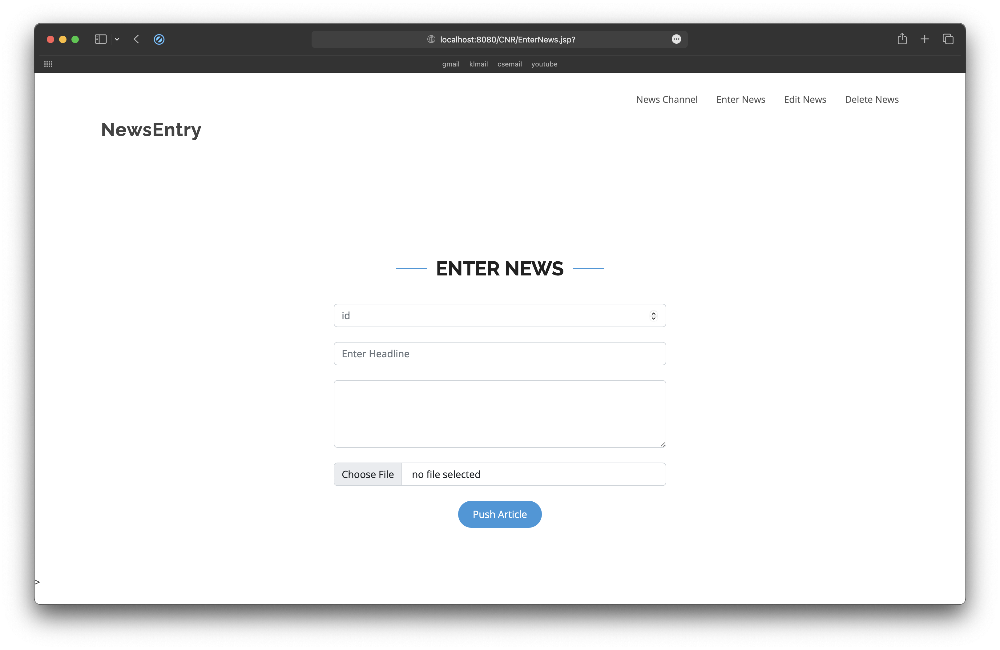 localhost:8080/CNR/EnterNews.jsp?
gmail klmail csemail youtube
News Channel Enter News Edit News Delete News
NewsEntry
ENTER NEWS
id
Enter Headline
Choose File no file selected
Push Article
>